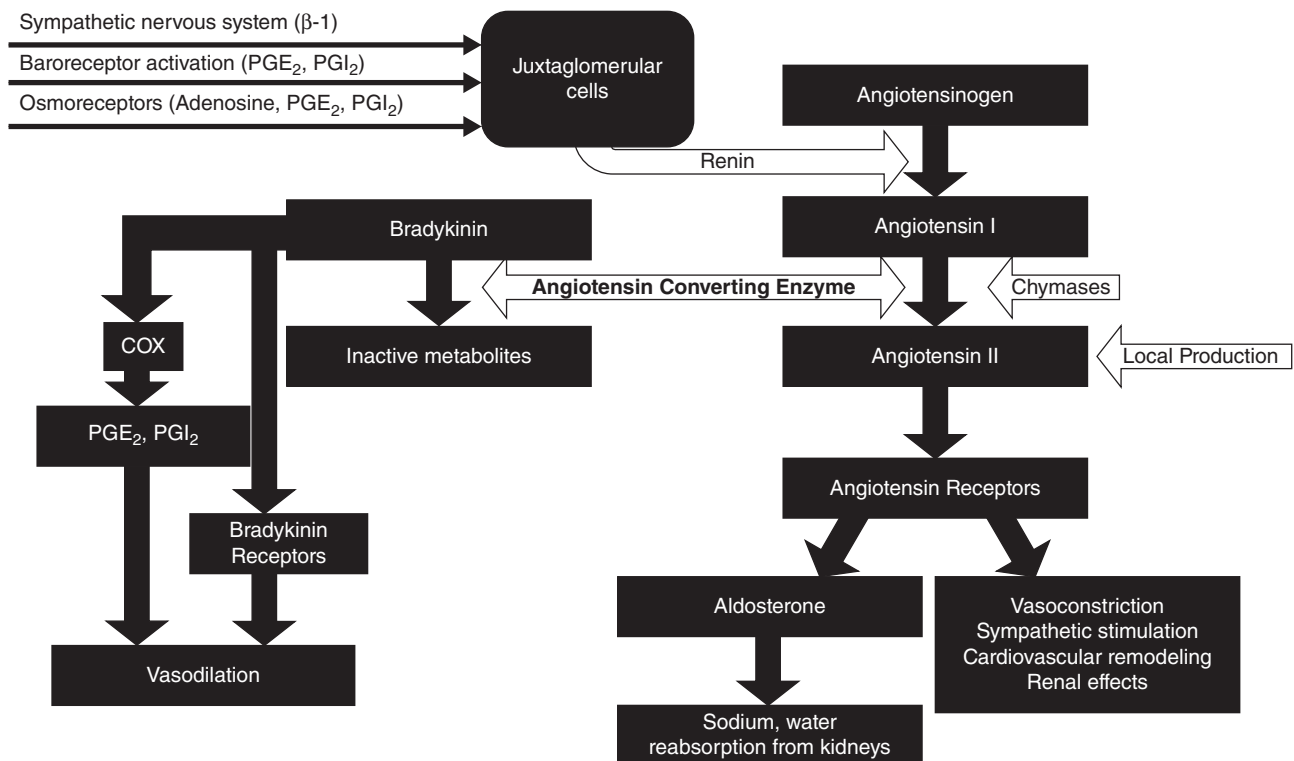 Sympathetic nervous system (β-1)
Baroreceptor activation (PGE₂, PGI₂)
Osmoreceptors (Adenosine, PGE₂, PGI₂)
Juxtaglomerular
cells
Angiotensinogen
Renin
Bradykinin
Angiotensin I
Angiotensin Converting Enzyme
Chymases
COX
Inactive metabolites
Angiotensin II
Local Production
PGE₂, PGI₂
Angiotensin Receptors
Bradykinin
Receptors
Aldosterone
Vasoconstriction
Sympathetic stimulation
Cardiovascular remodeling
Renal effects
Vasodilation
Sodium, water
reabsorption from kidneys